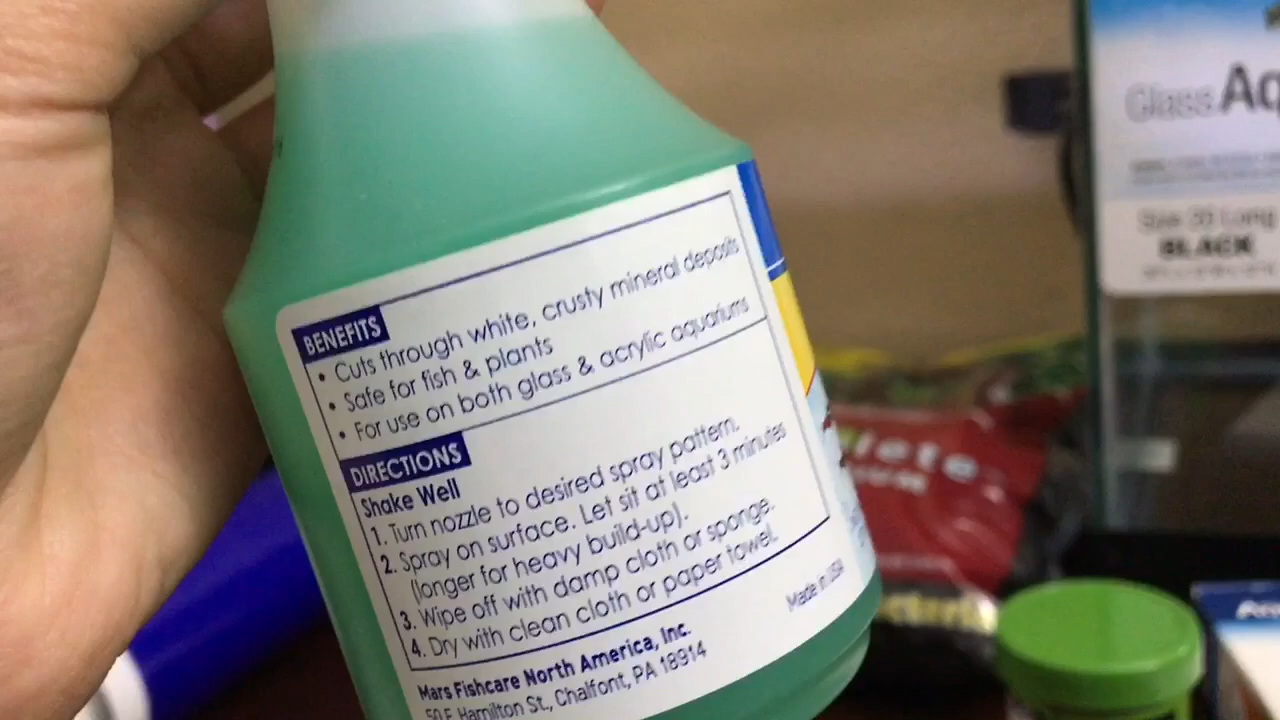 BENEFITS
• Cuts through white, crusty mineral deposits
• Safe for fish & plants
• For use on both glass & acrylic aquariums
DIRECTIONS
Shake Well
1. Turn nozzle to desired spray pattern.
2. Spray on surface. Let sit at least 3 minutes
(longer for heavy build-up).
3. Wipe off with damp cloth or sponge.
4. Dry with clean cloth or paper towel.
Made in USA
Mars Fishcare North America, Inc.
50 E. Hamilton St., Chalfont, PA 18914
Glass Aq
Size 20 Long
BLACK
lete